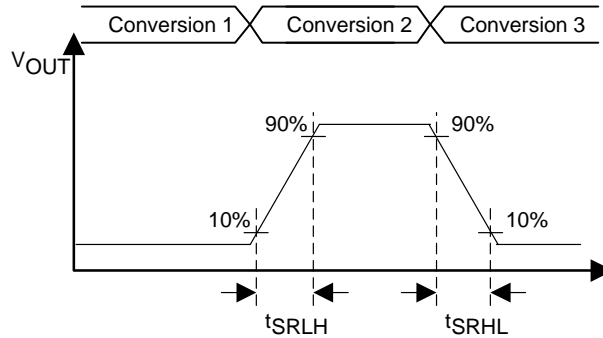 Conversion 1 Conversion 2 Conversion 3
VOUT
90% 90%
10% 10%
tSRLH tSRHL